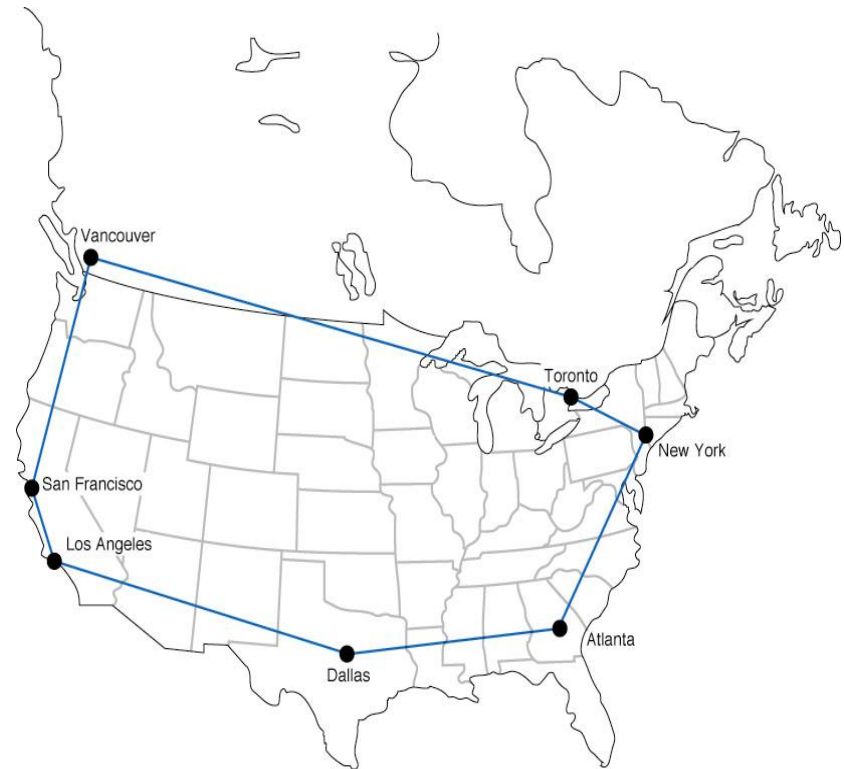 Vancouver
Toronto
New York
San Francisco
Los Angeles
Atlanta
Dallas